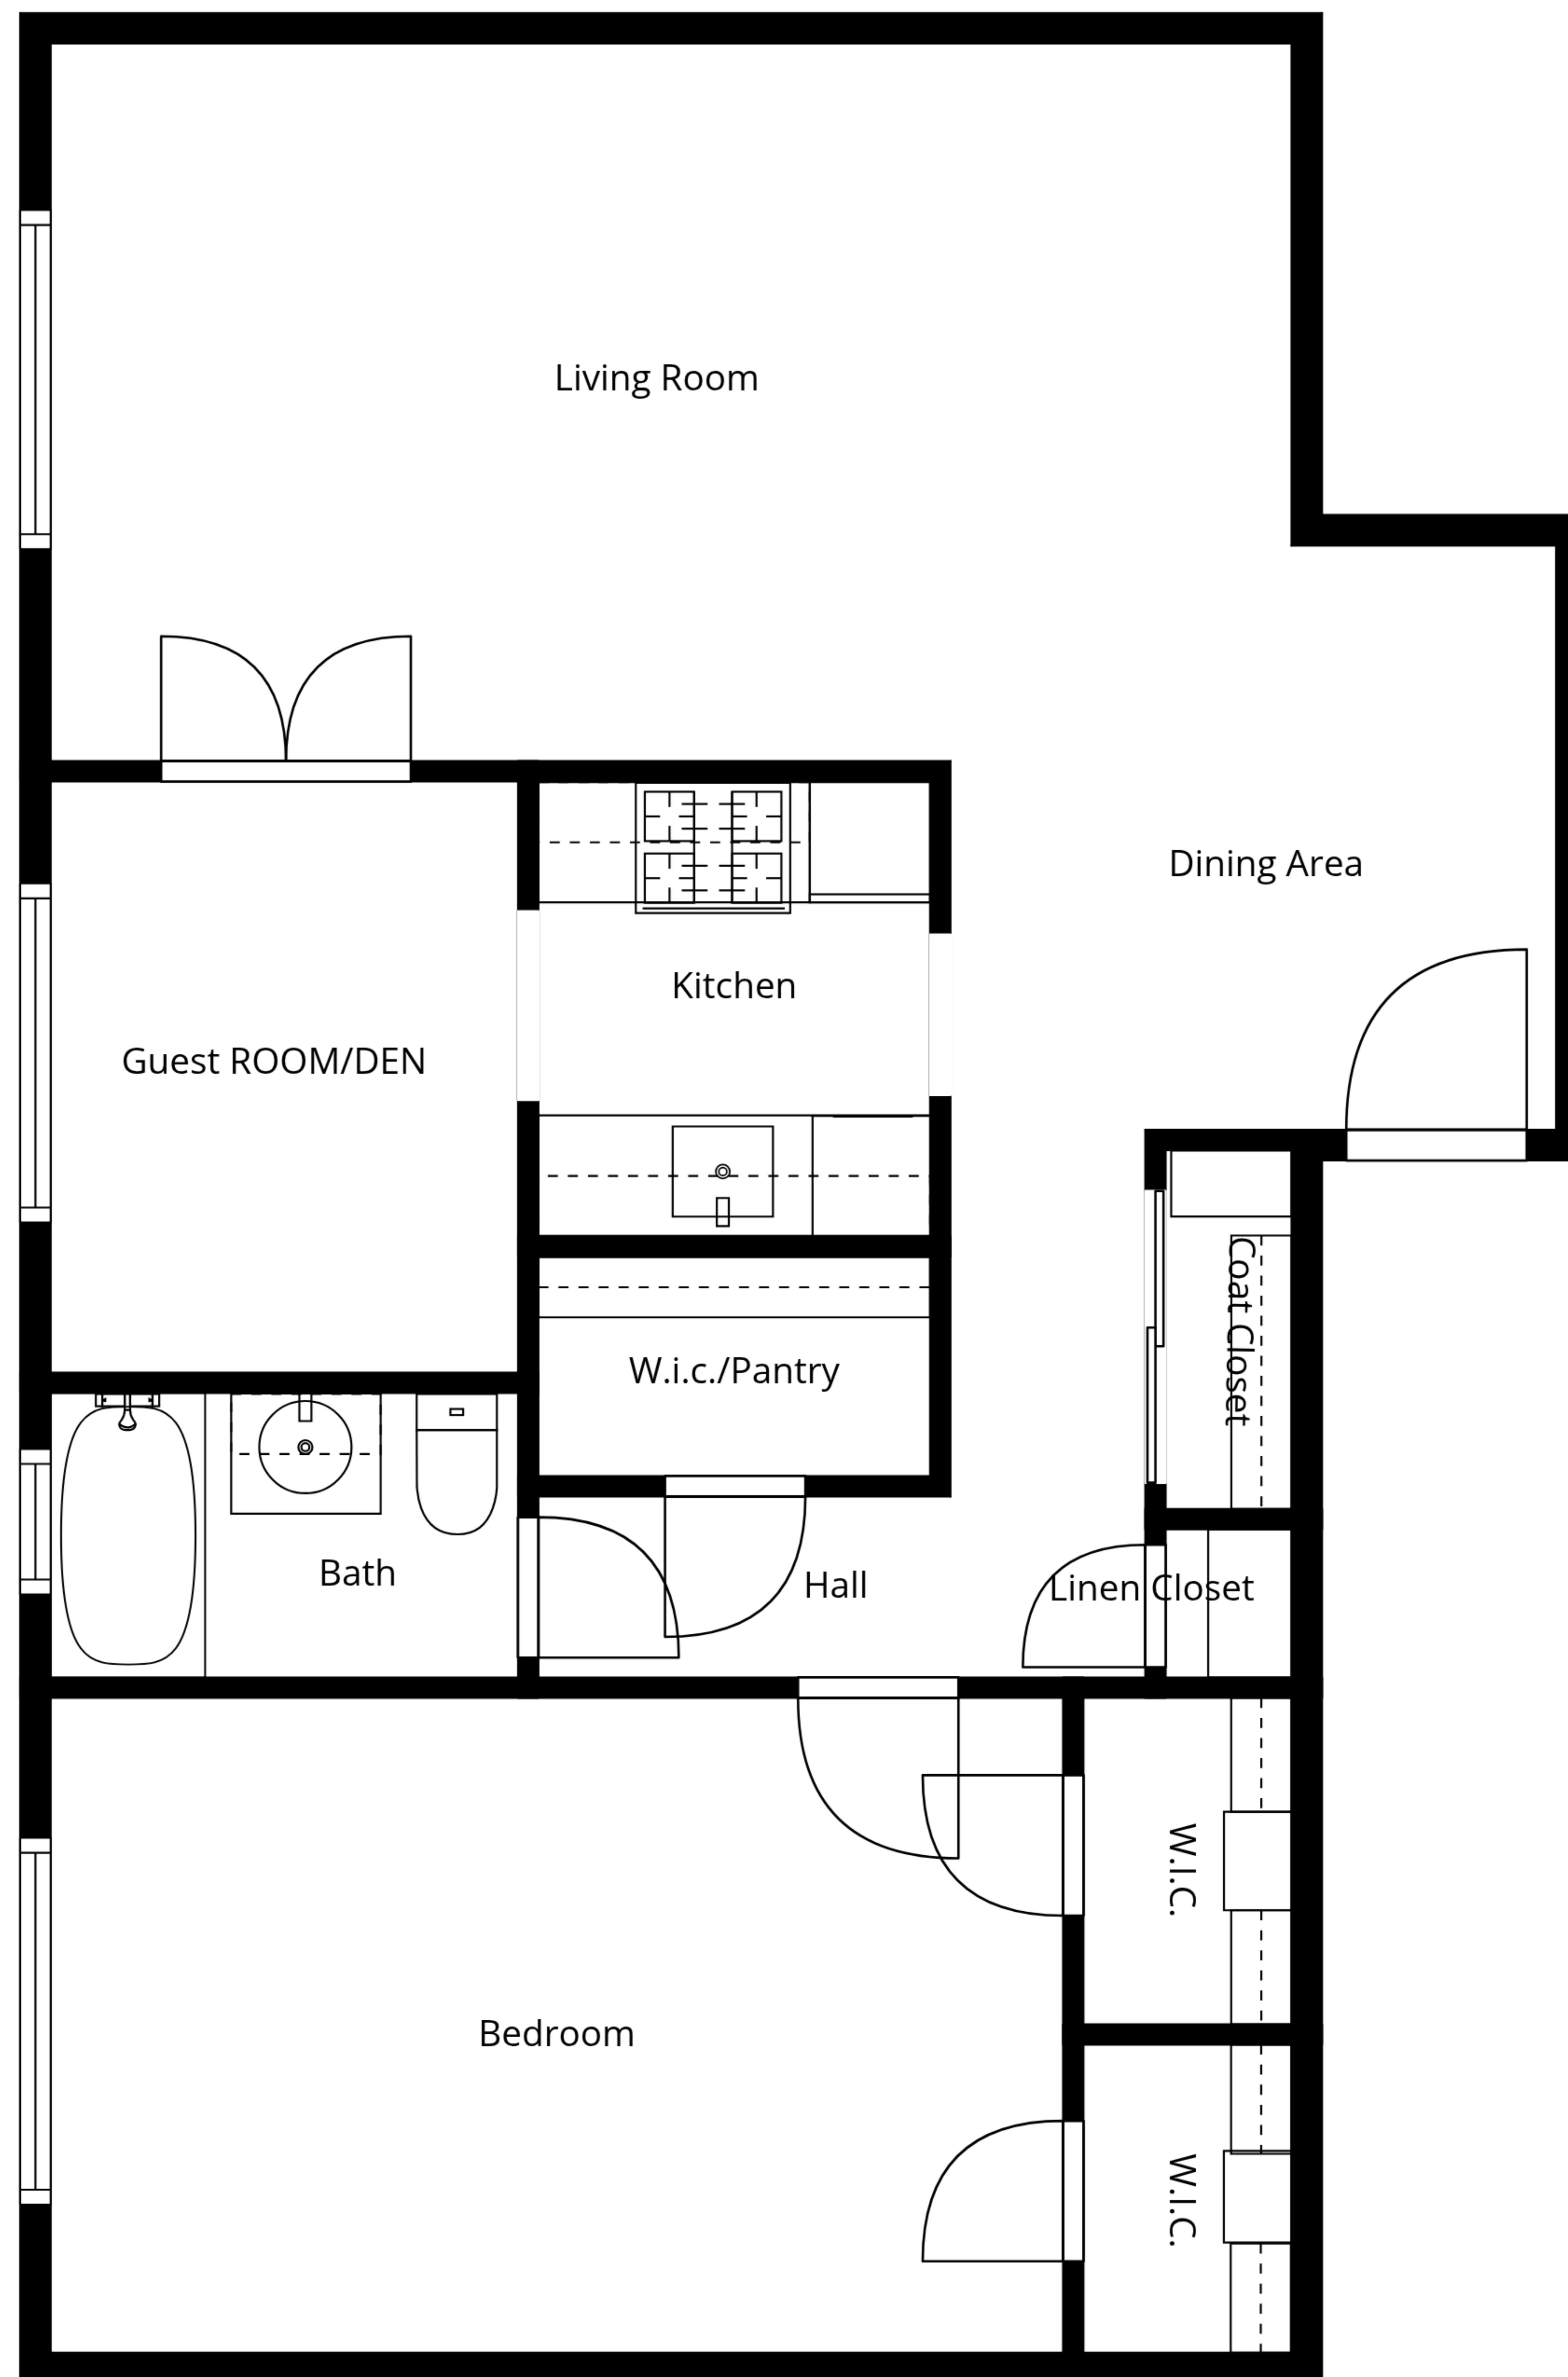 Living Room
Dining Area
Kitchen
Guest ROOM/DEN
Coat Closet
W.i.c./Pantry
Bath
Hall
Linen Closet
W.I.C.
Bedroom
W.I.C.